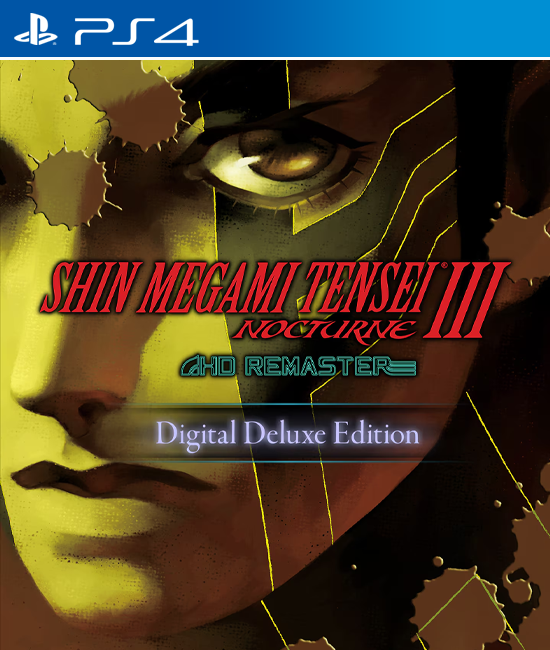 PS4
SHIN MEGAMI TENSEI® III
NOCTURNE
HD REMASTER
Digital Deluxe Edition